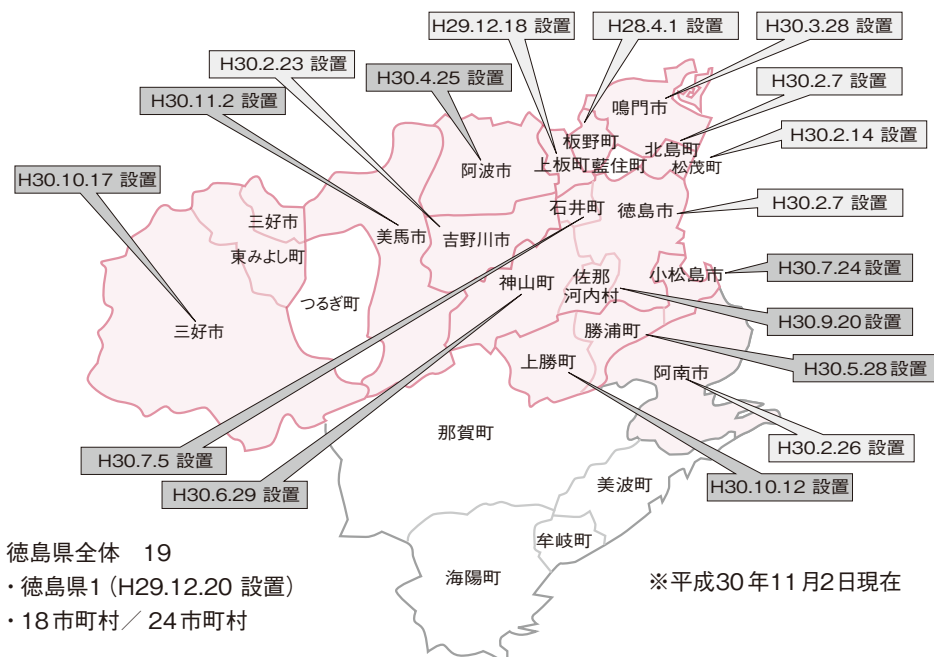 H29.12.18 設置
H28.4.1 設置
H30.3.28 設置
H30.2.23 設置
H30.4.25 設置
H30.2.7 設置
H30.11.2 設置
鳴門市
H30.2.14 設置
板野町
北島町
上板町
藍住町
松茂町
阿波市
H30.10.17 設置
石井町
徳島市
H30.2.7 設置
三好市
美馬市
吉野川市
東みよし町
小松島市
H30.7.24 設置
神山町
佐那
河内村
つるぎ町
H30.9.20 設置
三好市
勝浦町
上勝町
H30.5.28 設置
阿南市
那賀町
H30.7.5 設置
H30.2.26 設置
H30.6.29 設置
美波町
H30.10.12 設置
牟岐町
海陽町
徳島県全体 19
・徳島県1（H29.12.20 設置）
・18市町村／24市町村
※平成30年11月2日現在